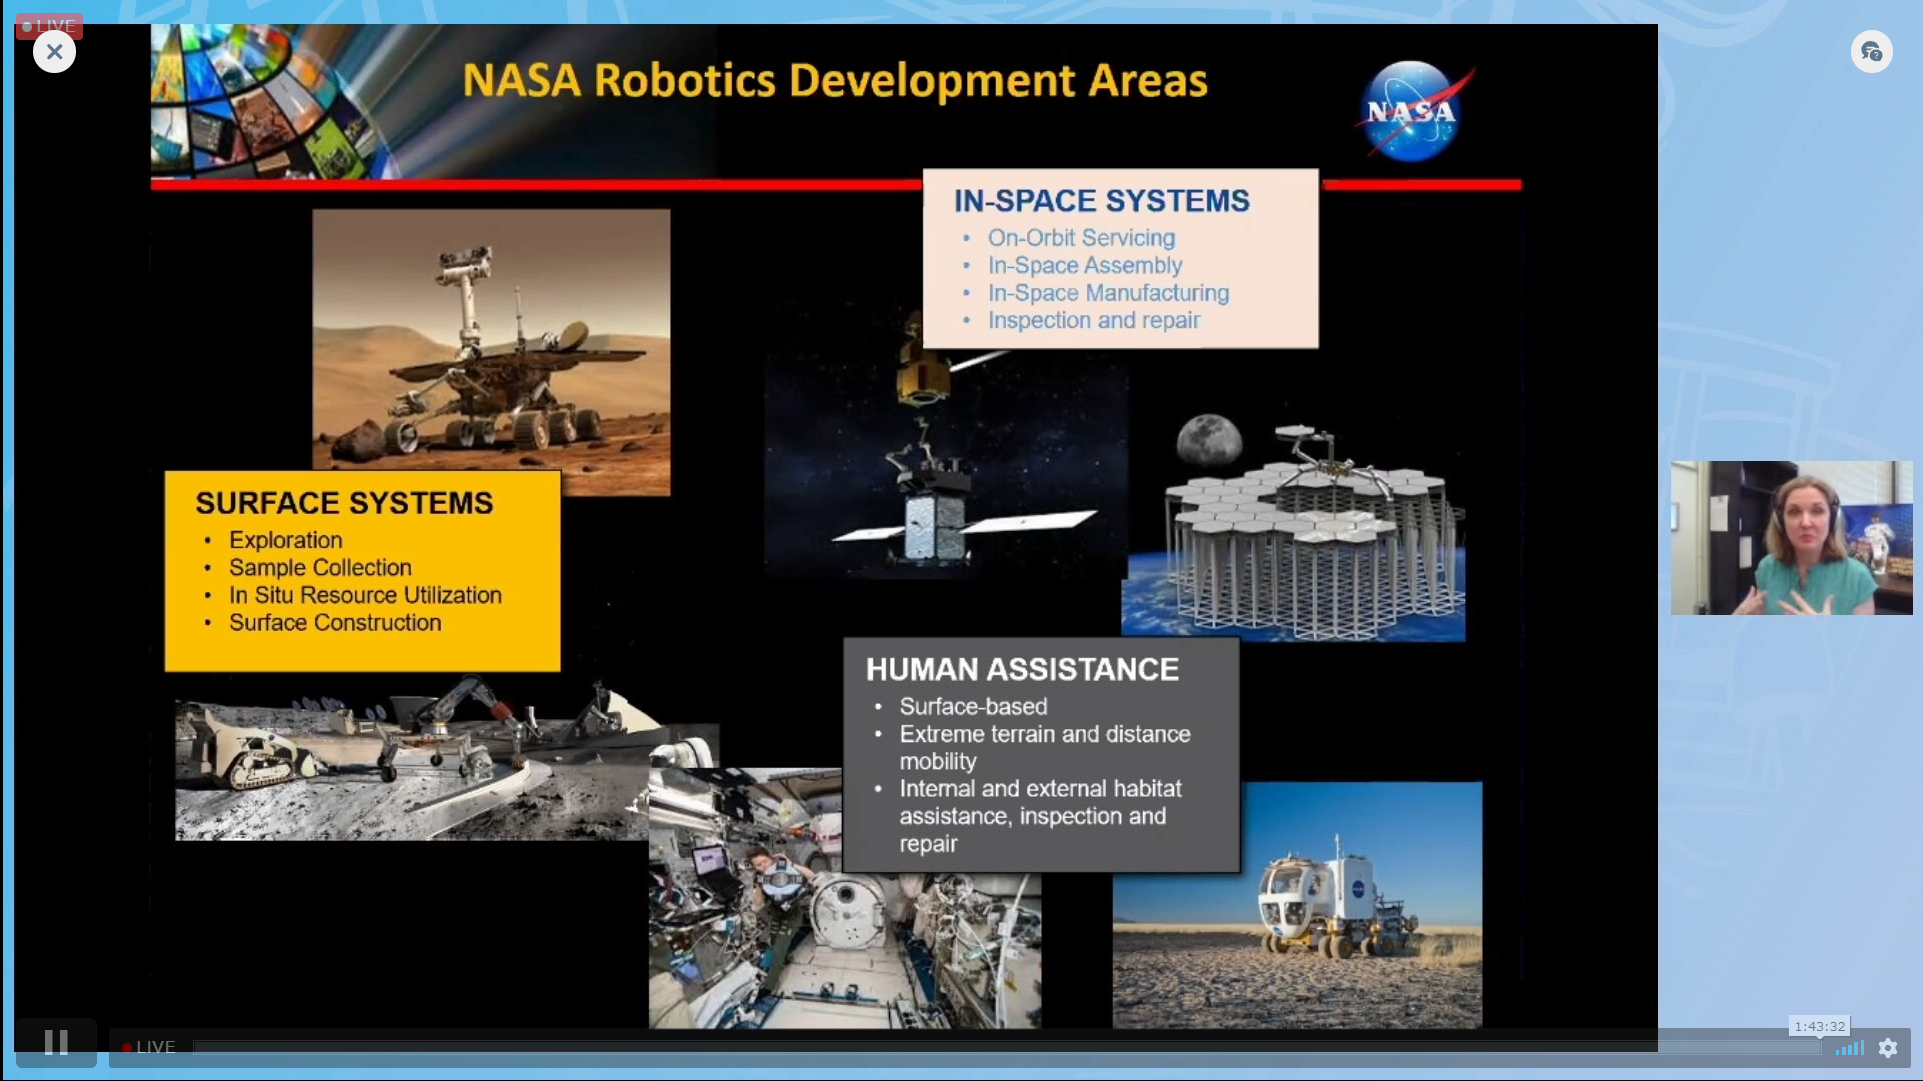 LIVE
NASA Robotics Development Areas
NASA
IN-SPACE SYSTEMS
• On-Orbit Servicing
• In-Space Assembly
• In-Space Manufacturing
• Inspection and repair
SURFACE SYSTEMS
• Exploration
• Sample Collection
• In Situ Resource Utilization
• Surface Construction
HUMAN ASSISTANCE
• Surface-based
• Extreme terrain and distance
mobility
• Internal and external habitat
assistance, inspection and
repair
1:43:32
LIVE